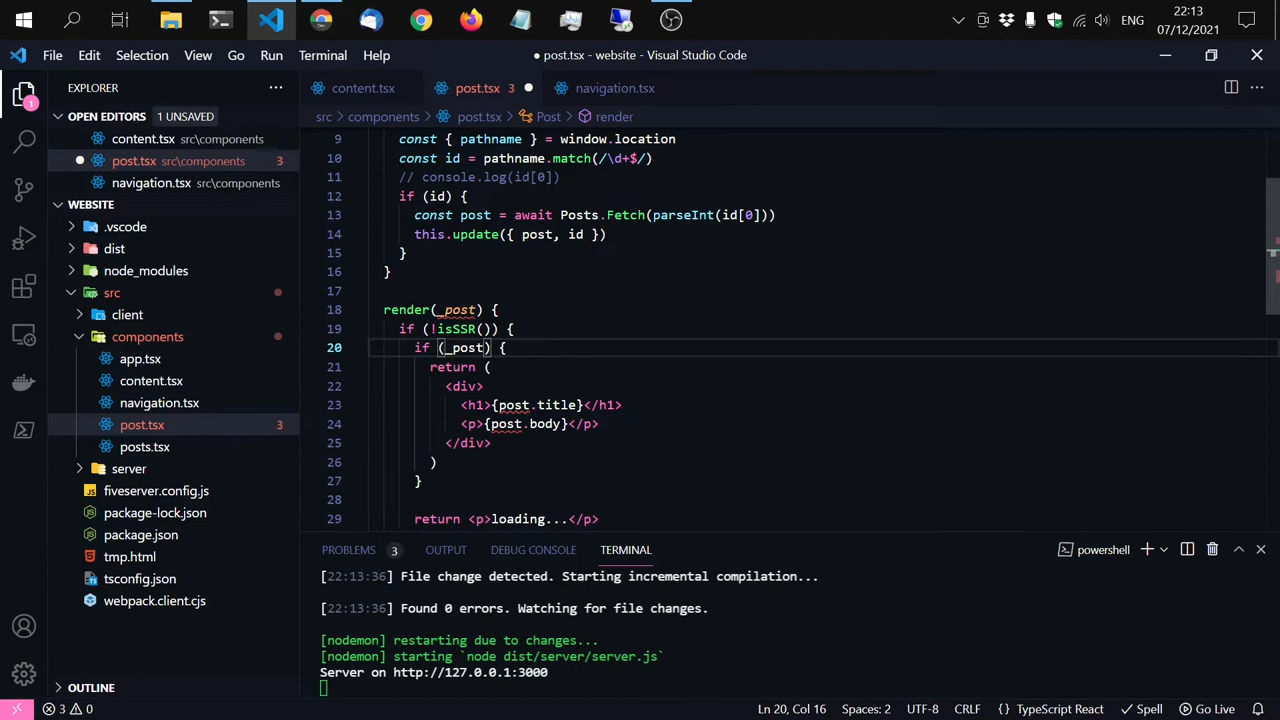 ENG
22:13
07/12/2021
File Edit Selection View Go Run Terminal Help
● post.tsx - website - Visual Studio Code
EXPLORER
OPEN EDITORS 1 UNSAVED
content.tsx src\components
post.tsx src\components 3
navigation.tsx src\components
WEBSITE
.vscode
dist
node_modules
src
client
components
app.tsx
content.tsx
navigation.tsx
post.tsx 3
posts.tsx
server
fiveserver.config.js
package-lock.json
package.json
tmp.html
tsconfig.json
webpack.client.cjs
OUTLINE
1
content.tsx post.tsx 3 navigation.tsx
src > components > post.tsx > Post > render
9 const { pathname } = window.location
10 const id = pathname.match(/\d+$/)
11 // console.log(id[0])
12 if (id) {
13 const post = await Posts.Fetch(parseInt(id[0]))
14 this.update({ post, id })
15 }
16 }
17
18 render(_post) {
19 if (!isSSR()) {
20 if (_post) {
21 return (
22 <div>
23 <h1>{post.title}</h1>
24 <p>{post.body}</p>
25 </div>
26 )
27 }
28
29 return <p>loading...</p>
PROBLEMS 3 OUTPUT DEBUG CONSOLE TERMINAL powershell
[22:13:36] File change detected. Starting incremental compilation...
[22:13:36] Found 0 errors. Watching for file changes.
[nodemon] restarting due to changes...
[nodemon] starting `node dist/server/server.js`
Server on http://127.0.0.1:3000
3 0 Ln 20, Col 16 Spaces: 2 UTF-8 CRLF {} TypeScript React Spell Go Live